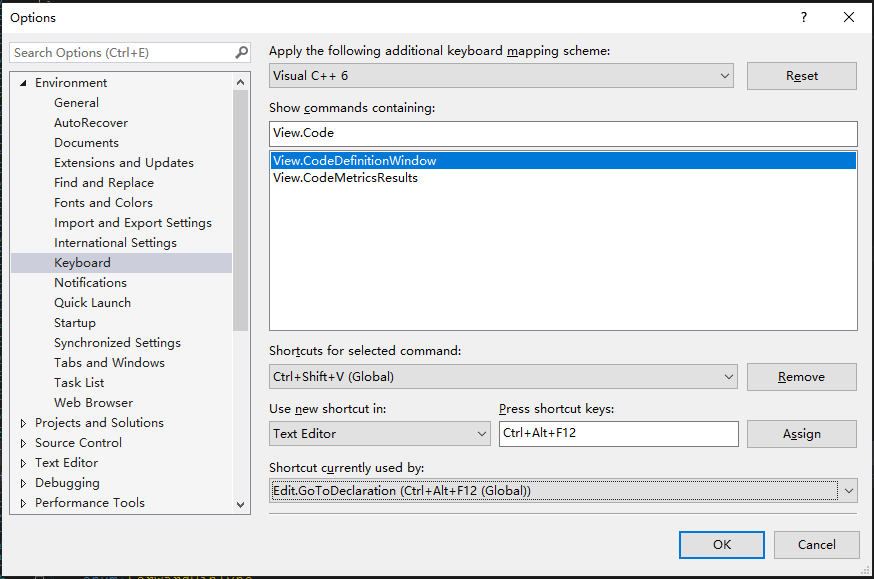 Options
Search Options (Ctrl+E)
Environment
General
AutoRecover
Documents
Extensions and Updates
Find and Replace
Fonts and Colors
Import and Export Settings
International Settings
Keyboard
Notifications
Quick Launch
Startup
Synchronized Settings
Tabs and Windows
Task List
Web Browser
Projects and Solutions
Source Control
Text Editor
Debugging
Performance Tools
Apply the following additional keyboard mapping scheme:
Visual C++ 6
Reset
Show commands containing:
View.Code
View.CodeDefinitionWindow
View.CodeMetricsResults
Shortcuts for selected command:
Ctrl+Shift+V (Global)
Remove
Use new shortcut in:
Press shortcut keys:
Text Editor
Ctrl+Alt+F12
Assign
Shortcut currently used by:
Edit.GoToDeclaration (Ctrl+Alt+F12 (Global))
OK
Cancel